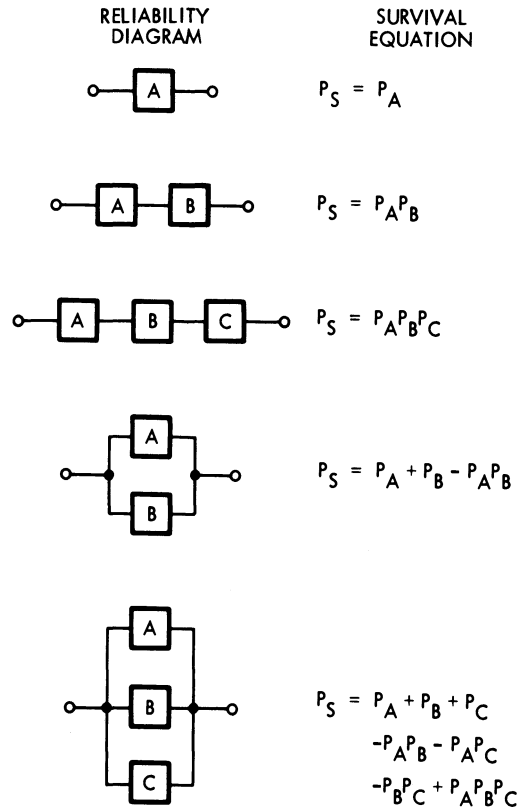 RELIABILITY DIAGRAM
SURVIVAL EQUATION
A
P_S = P_A
A B
P_S = P_A P_B
A B C
P_S = P_A P_B P_C
A
B
P_S = P_A + P_B - P_A P_B
A
B
C
P_S = P_A + P_B + P_C
-P_A P_B - P_A P_C
-P_B P_C + P_A P_B P_C